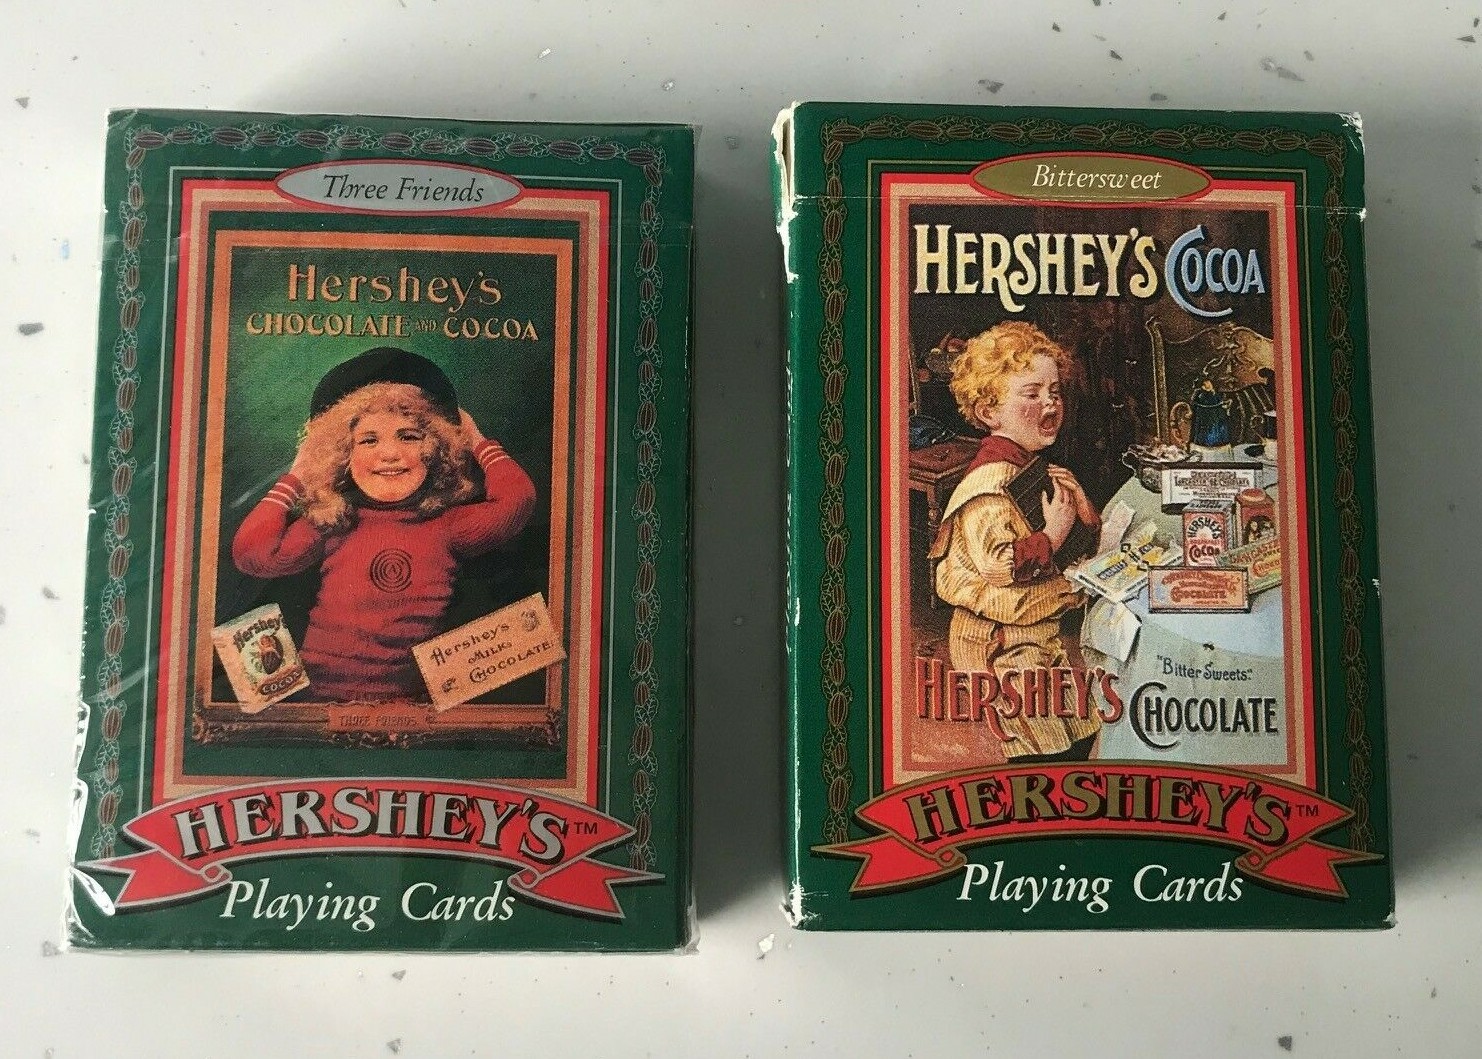 Three Friends
Hershey's
CHOCOLATE AND COCOA
Hershey's
COCOA
Hershey's
MILK
CHOCOLATE
THREE FRIENDS
HERSHEY'S™
Playing Cards
Bittersweet
HERSHEY'S COCOA
HERSHEY'S
COCOA
CHOCOLATE
"Bitter Sweets".
HERSHEY'S CHOCOLATE
HERSHEY'S™
Playing Cards